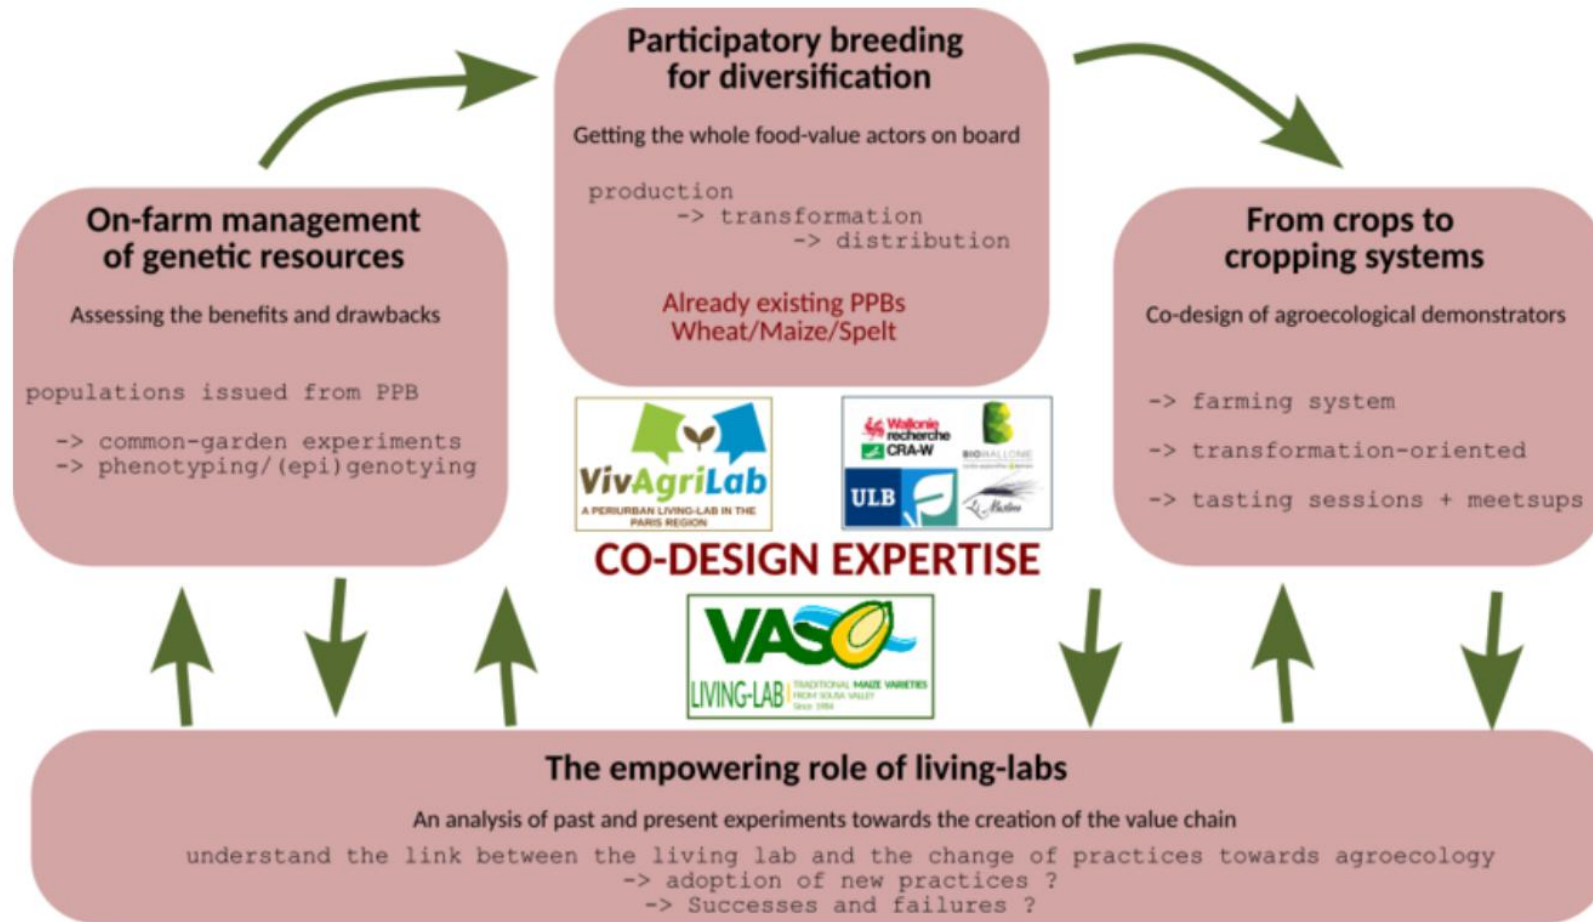 Participatory breeding
for diversification
Getting the whole food-value actors on board
production
-> transformation
-> distribution
Already existing PPBs
Wheat/Maize/Spelt
On-farm management
of genetic resources
Assessing the benefits and drawbacks
populations issued from PPB
-> common-garden experiments
-> phenotyping/(epi)genotying
From crops to
cropping systems
Co-design of agroecological demonstrators
-> farming system
-> transformation-oriented
-> tasting sessions + meetsups
VivAgriLab
A PERIURBAN LIVING-LAB IN THE
PARIS REGION
Wallonie
recherche
CRA-W
BIOWALLONIE
ULB
CO-DESIGN EXPERTISE
VASO
LIVING-LAB
TRADITIONAL MAIZE VARIETIES
FROM SOUSA VALLEY
Since 1984
The empowering role of living-labs
An analysis of past and present experiments towards the creation of the value chain
understand the link between the living lab and the change of practices towards agroecology
-> adoption of new practices ?
-> Successes and failures ?